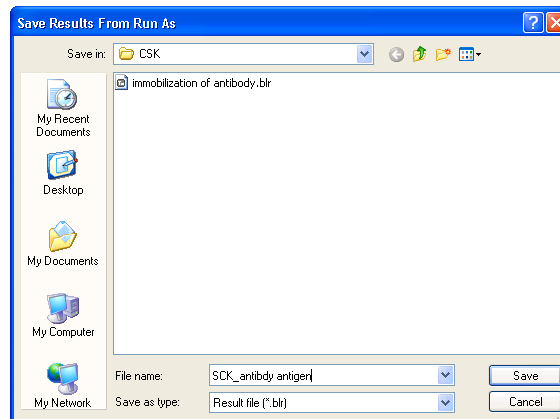 Save Results From Run As
Save in: CSK
immobilization of antibody.blr
My Recent
Documents
Desktop
My Documents
My Computer
My Network
File name: SCK_antibdy antigen
Save
Save as type: Result file (*.blr)
Cancel